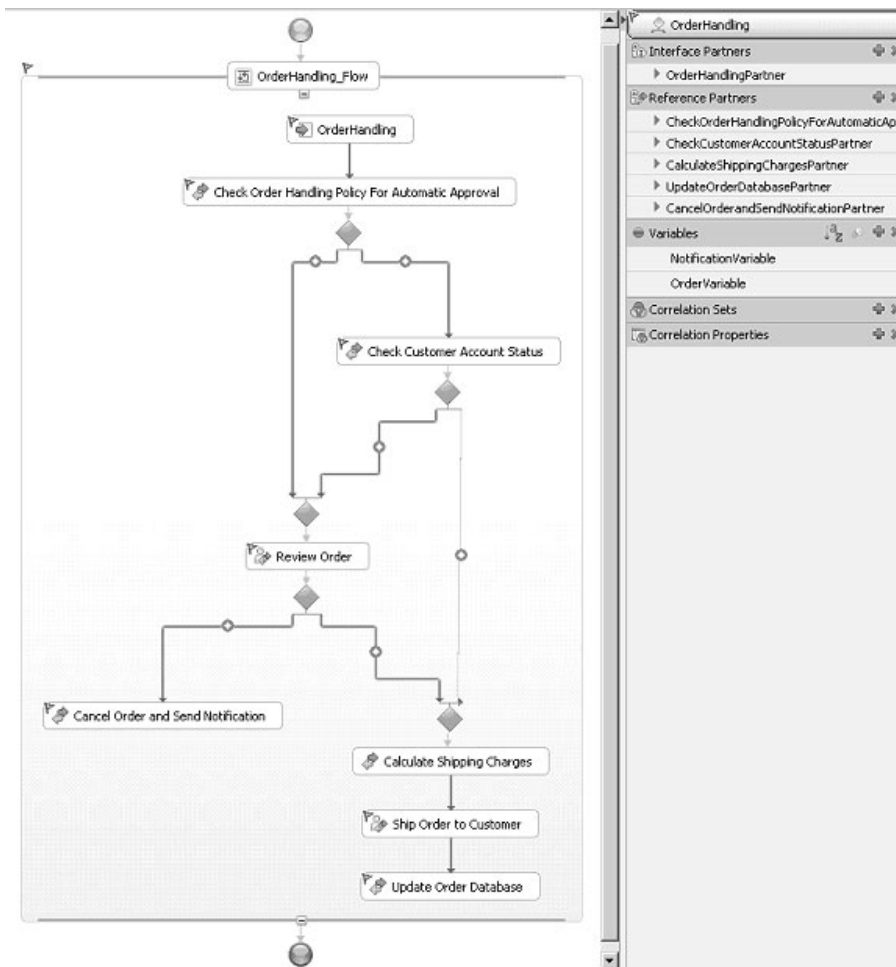 OrderHandling_Flow
OrderHandling
Check Order Handling Policy For Automatic Approval
Check Customer Account Status
Review Order
Cancel Order and Send Notification
Calculate Shipping Charges
Ship Order to Customer
Update Order Database
OrderHandling
Interface Partners
OrderHandlingPartner
Reference Partners
CheckOrderHandlingPolicyForAutomaticAp
CheckCustomerAccountStatusPartner
CalculateShippingChargesPartner
UpdateOrderDatabasePartner
CancelOrderandSendNotificationPartner
Variables
NotificationVariable
OrderVariable
Correlation Sets
Correlation Properties